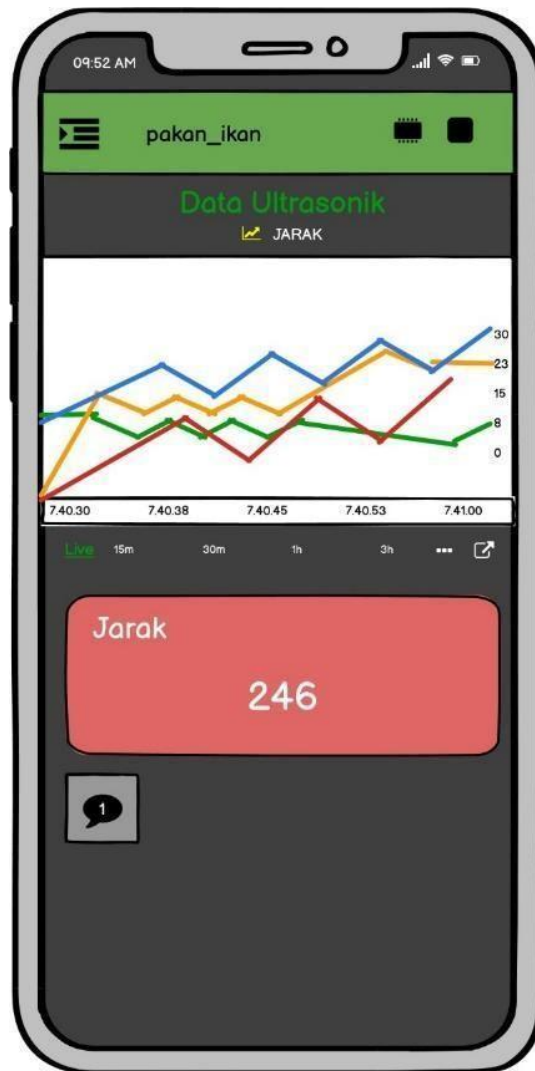 09:52 AM
pakan_ikan
Data Ultrasonik
JARAK
30
23
15
8
0
7.40.30 7.40.38 7.40.45 7.40.53 7.41.00
Live 15m 30m 1h 3h ...
Jarak
246
1